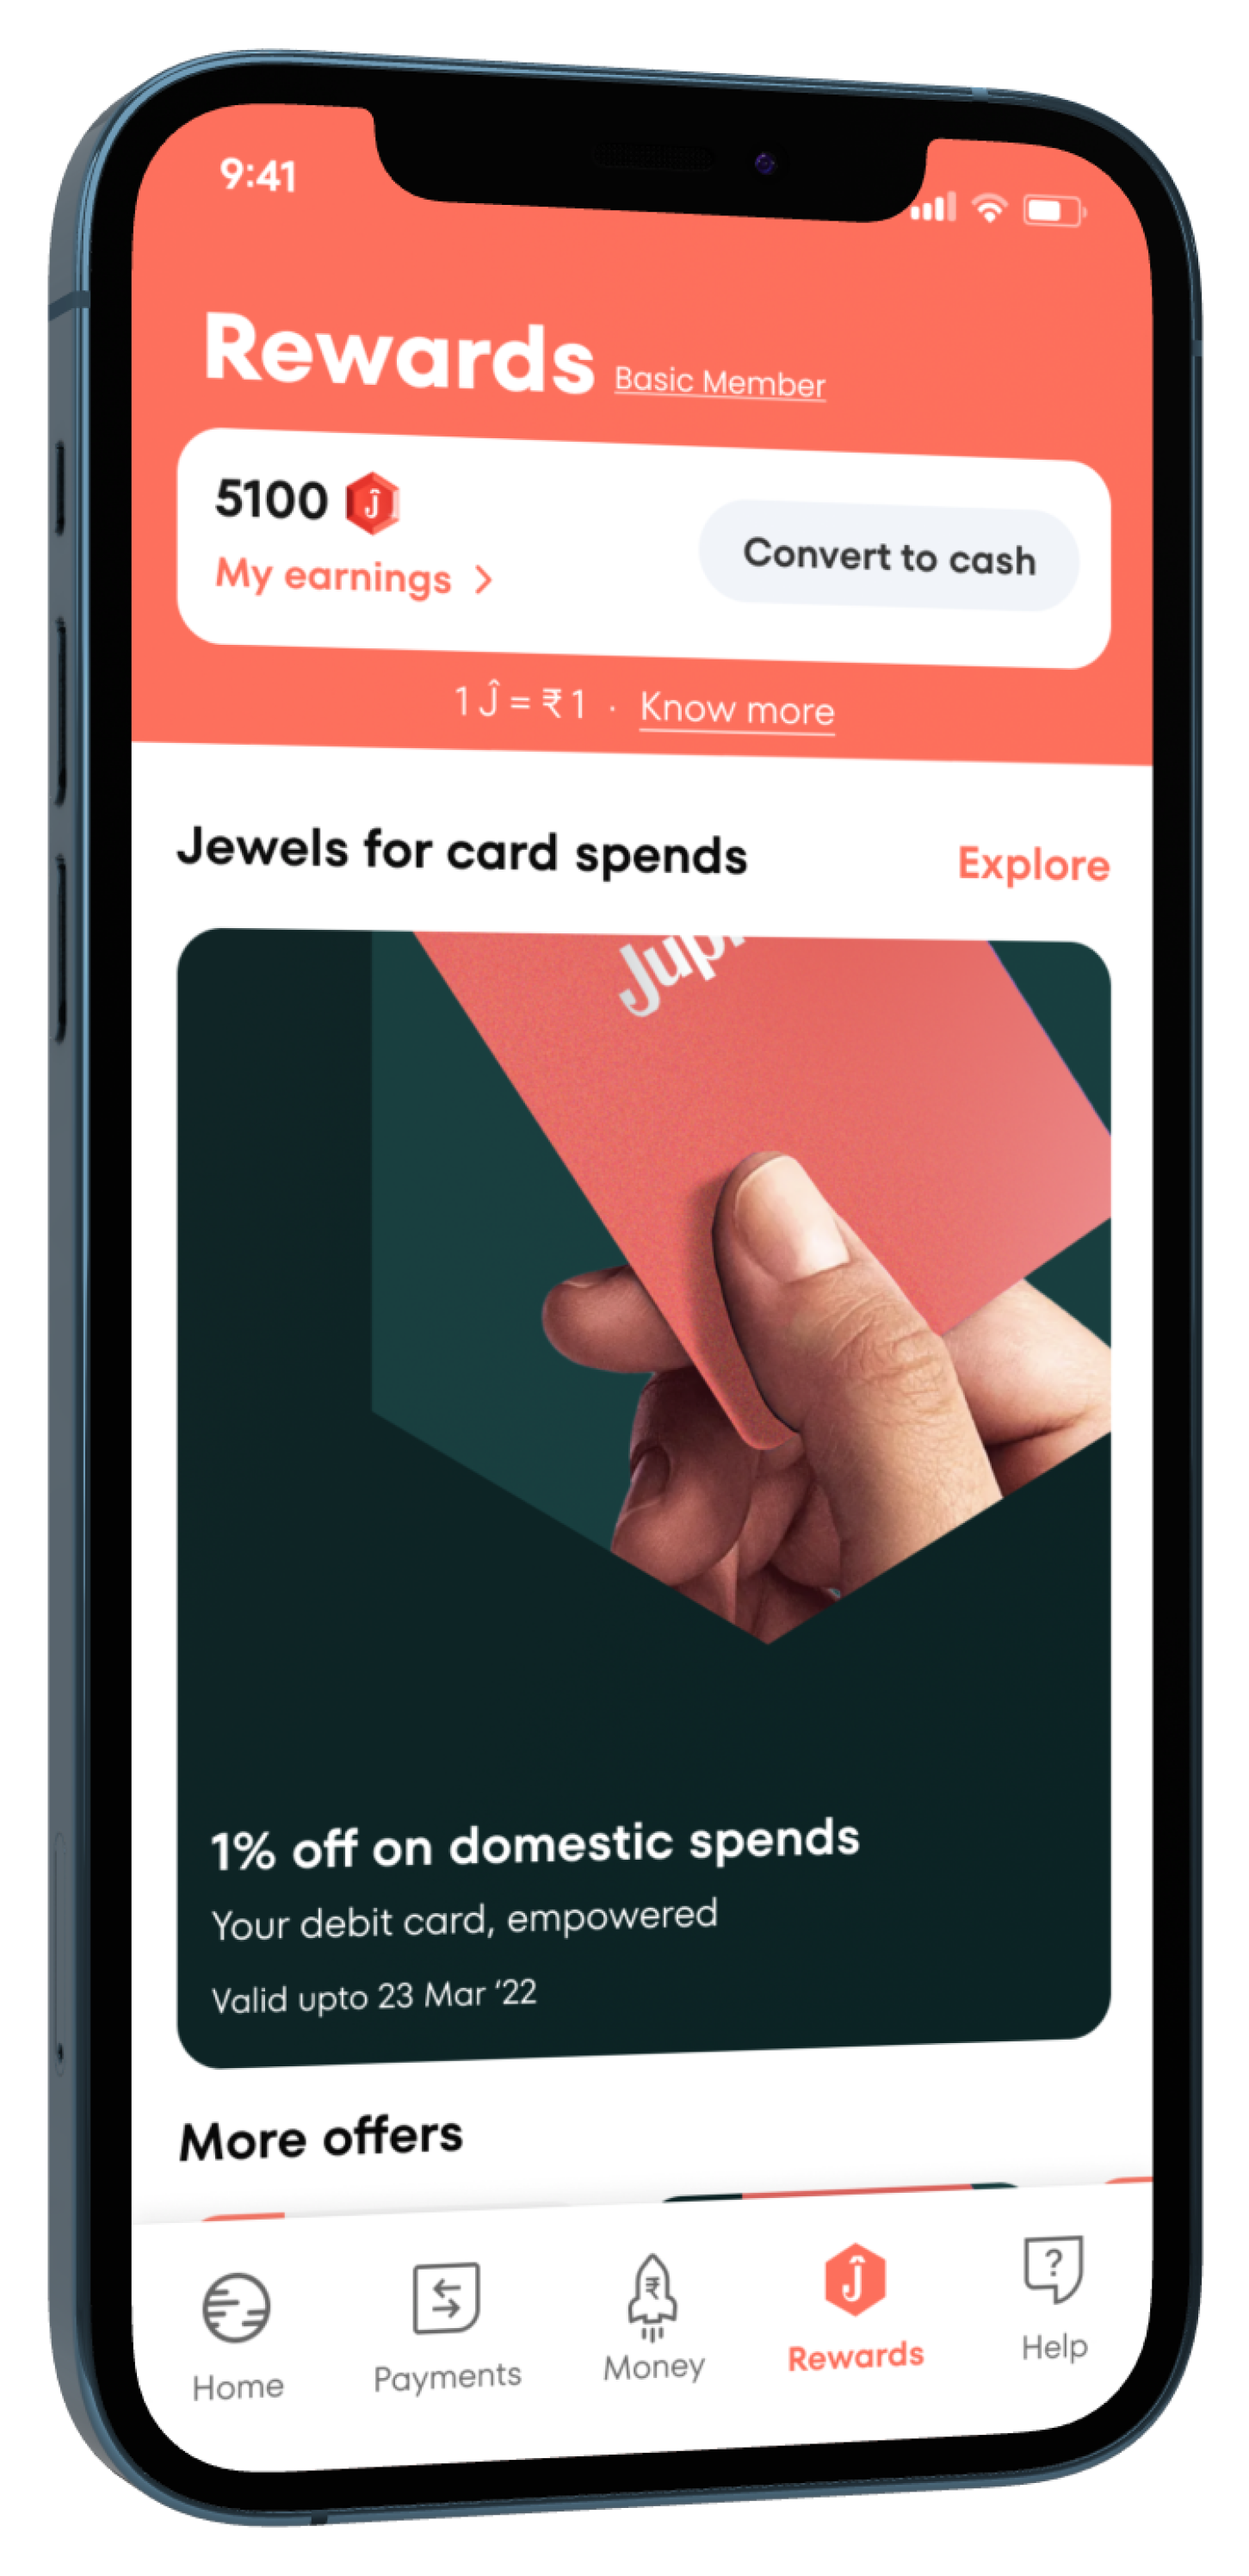 9:41
Rewards Basic Member
5100 Ĵ
My earnings >
Convert to cash
1 Ĵ = ₹ 1 · Know more
Jewels for card spends
Explore
1% off on domestic spends
Your debit card, empowered
Valid upto 23 Mar ‘22
More offers
₹
Ĵ
?
Home
Payments
Money
Rewards
Help